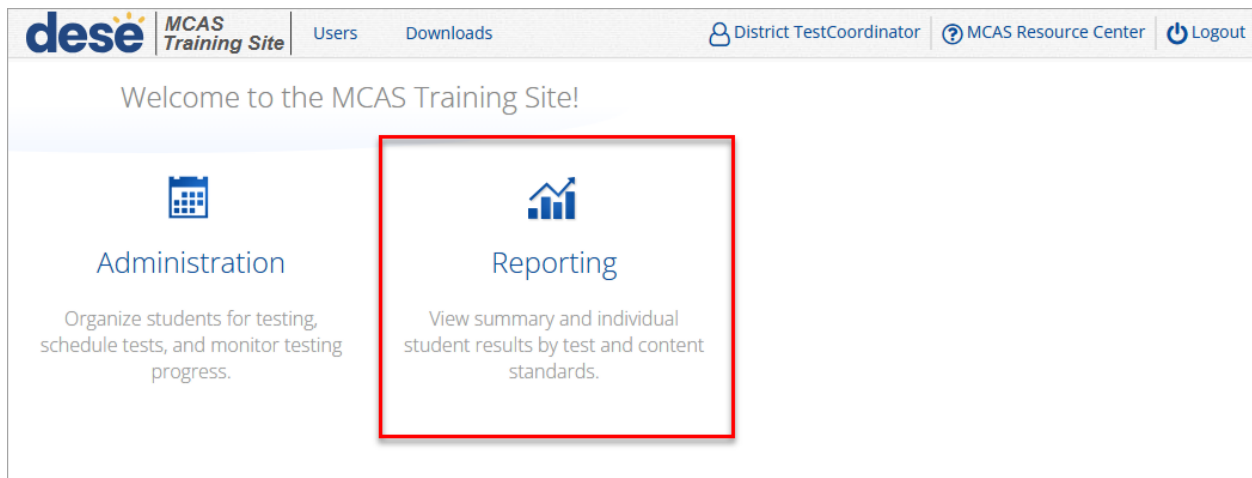 dese MCAS Training Site Users Downloads District TestCoordinator MCAS Resource Center Logout
Welcome to the MCAS Training Site!
Administration
Organize students for testing,
schedule tests, and monitor testing
progress.
Reporting
View summary and individual
student results by test and content
standards.